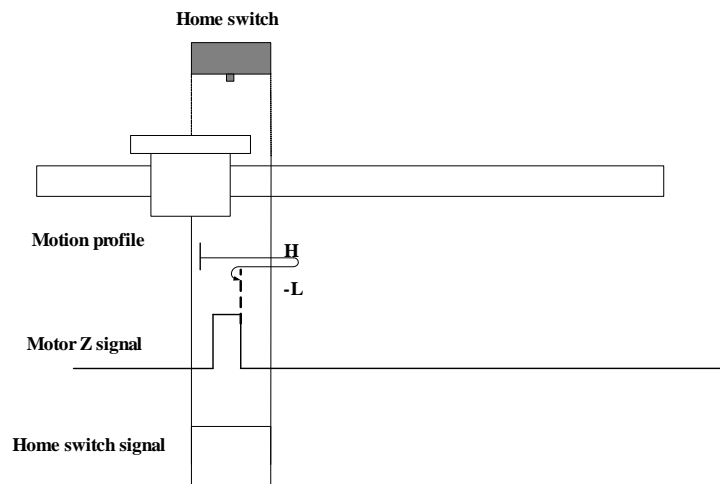 Home switch
Motion profile
H
-L
Motor Z signal
Home switch signal